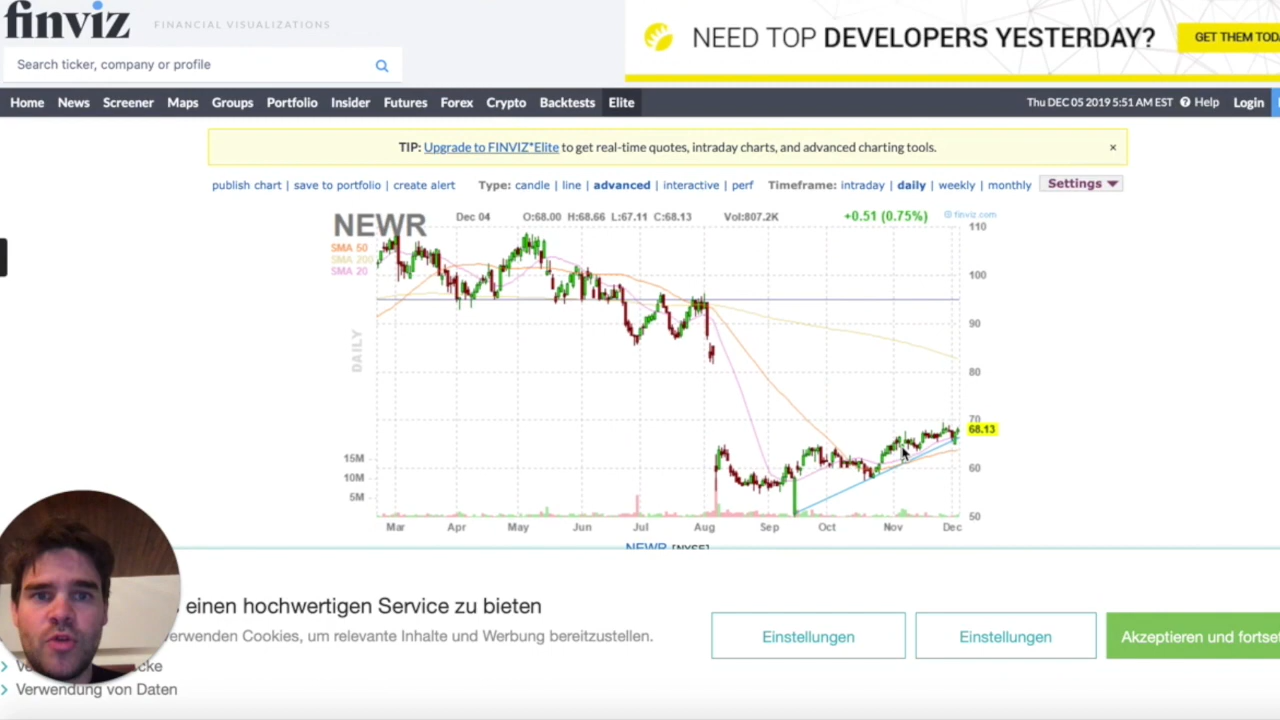 finviz FINANCIAL VISUALIZATIONS
NEED TOP DEVELOPERS YESTERDAY? GET THEM TODA
Search ticker, company or profile
Home News Screener Maps Groups Portfolio Insider Futures Forex Crypto Backtests Elite Thu DEC 05 2019 5:51 AM EST Help Login
TIP: Upgrade to FINVIZ*Elite to get real-time quotes, intraday charts, and advanced charting tools. ×
publish chart | save to portfolio | create alert Type: candle | line | advanced | interactive | perf Timeframe: intraday | daily | weekly | monthly Settings
NEWR Dec 04 O:68.00 H:68.66 L:67.11 C:68.13 Vol:807.2K +0.51 (0.75%) © finviz.com
SMA 50
SMA 200
SMA 20
DAILY
110
100
90
80
70
68.13
60
50
15M
10M
5M
Mar Apr May Jun Jul Aug Sep Oct Nov Dec
NEWR [NYSE]
einen hochwertigen Service zu bieten
verwenden Cookies, um relevante Inhalte und Werbung bereitzustellen.
Einstellungen Einstellungen Akzeptieren und fortset
Verwendung von Daten